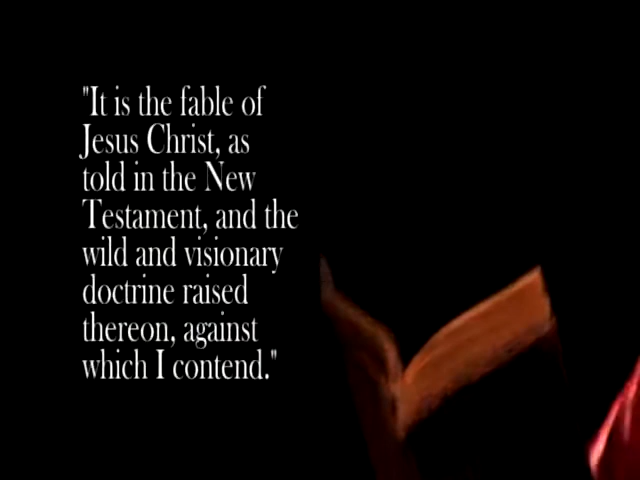 "It is the fable of
Jesus Christ, as
told in the New
Testament, and the
wild and visionary
doctrine raised
thereon, against
which I contend."